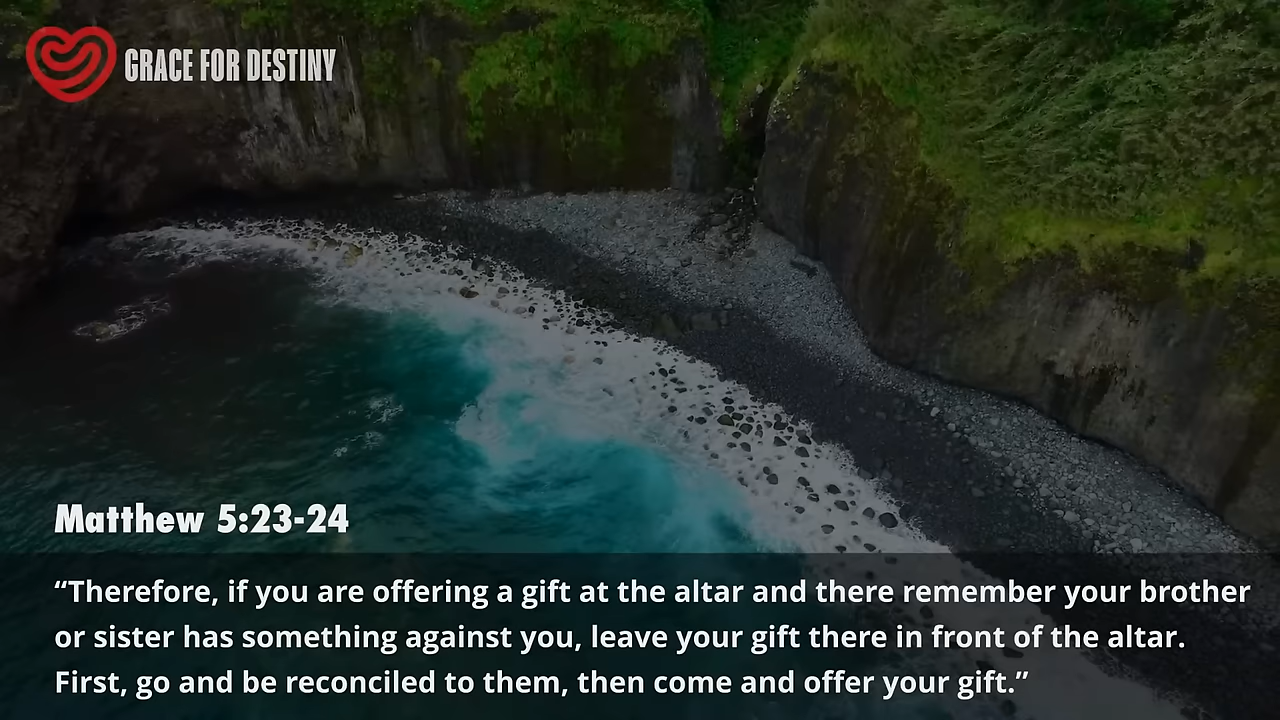 GRACE FOR DESTINY
Matthew 5:23-24
“Therefore, if you are offering a gift at the altar and there remember your brother
or sister has something against you, leave your gift there in front of the altar.
First, go and be reconciled to them, then come and offer your gift.”